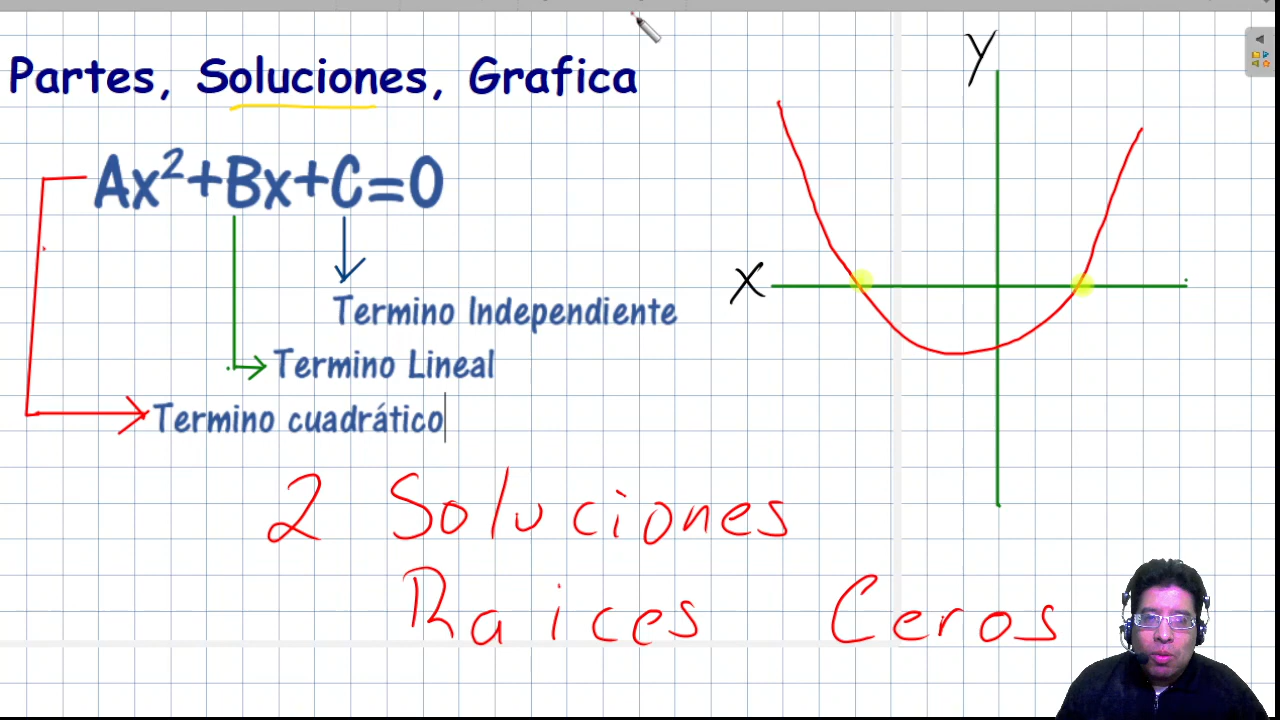 Partes, Soluciones, Grafica
Ax²+Bx+C=0
Termino Independiente
Termino Lineal
Termino cuadrático
y
x
2 Soluciones
Raices Ceros